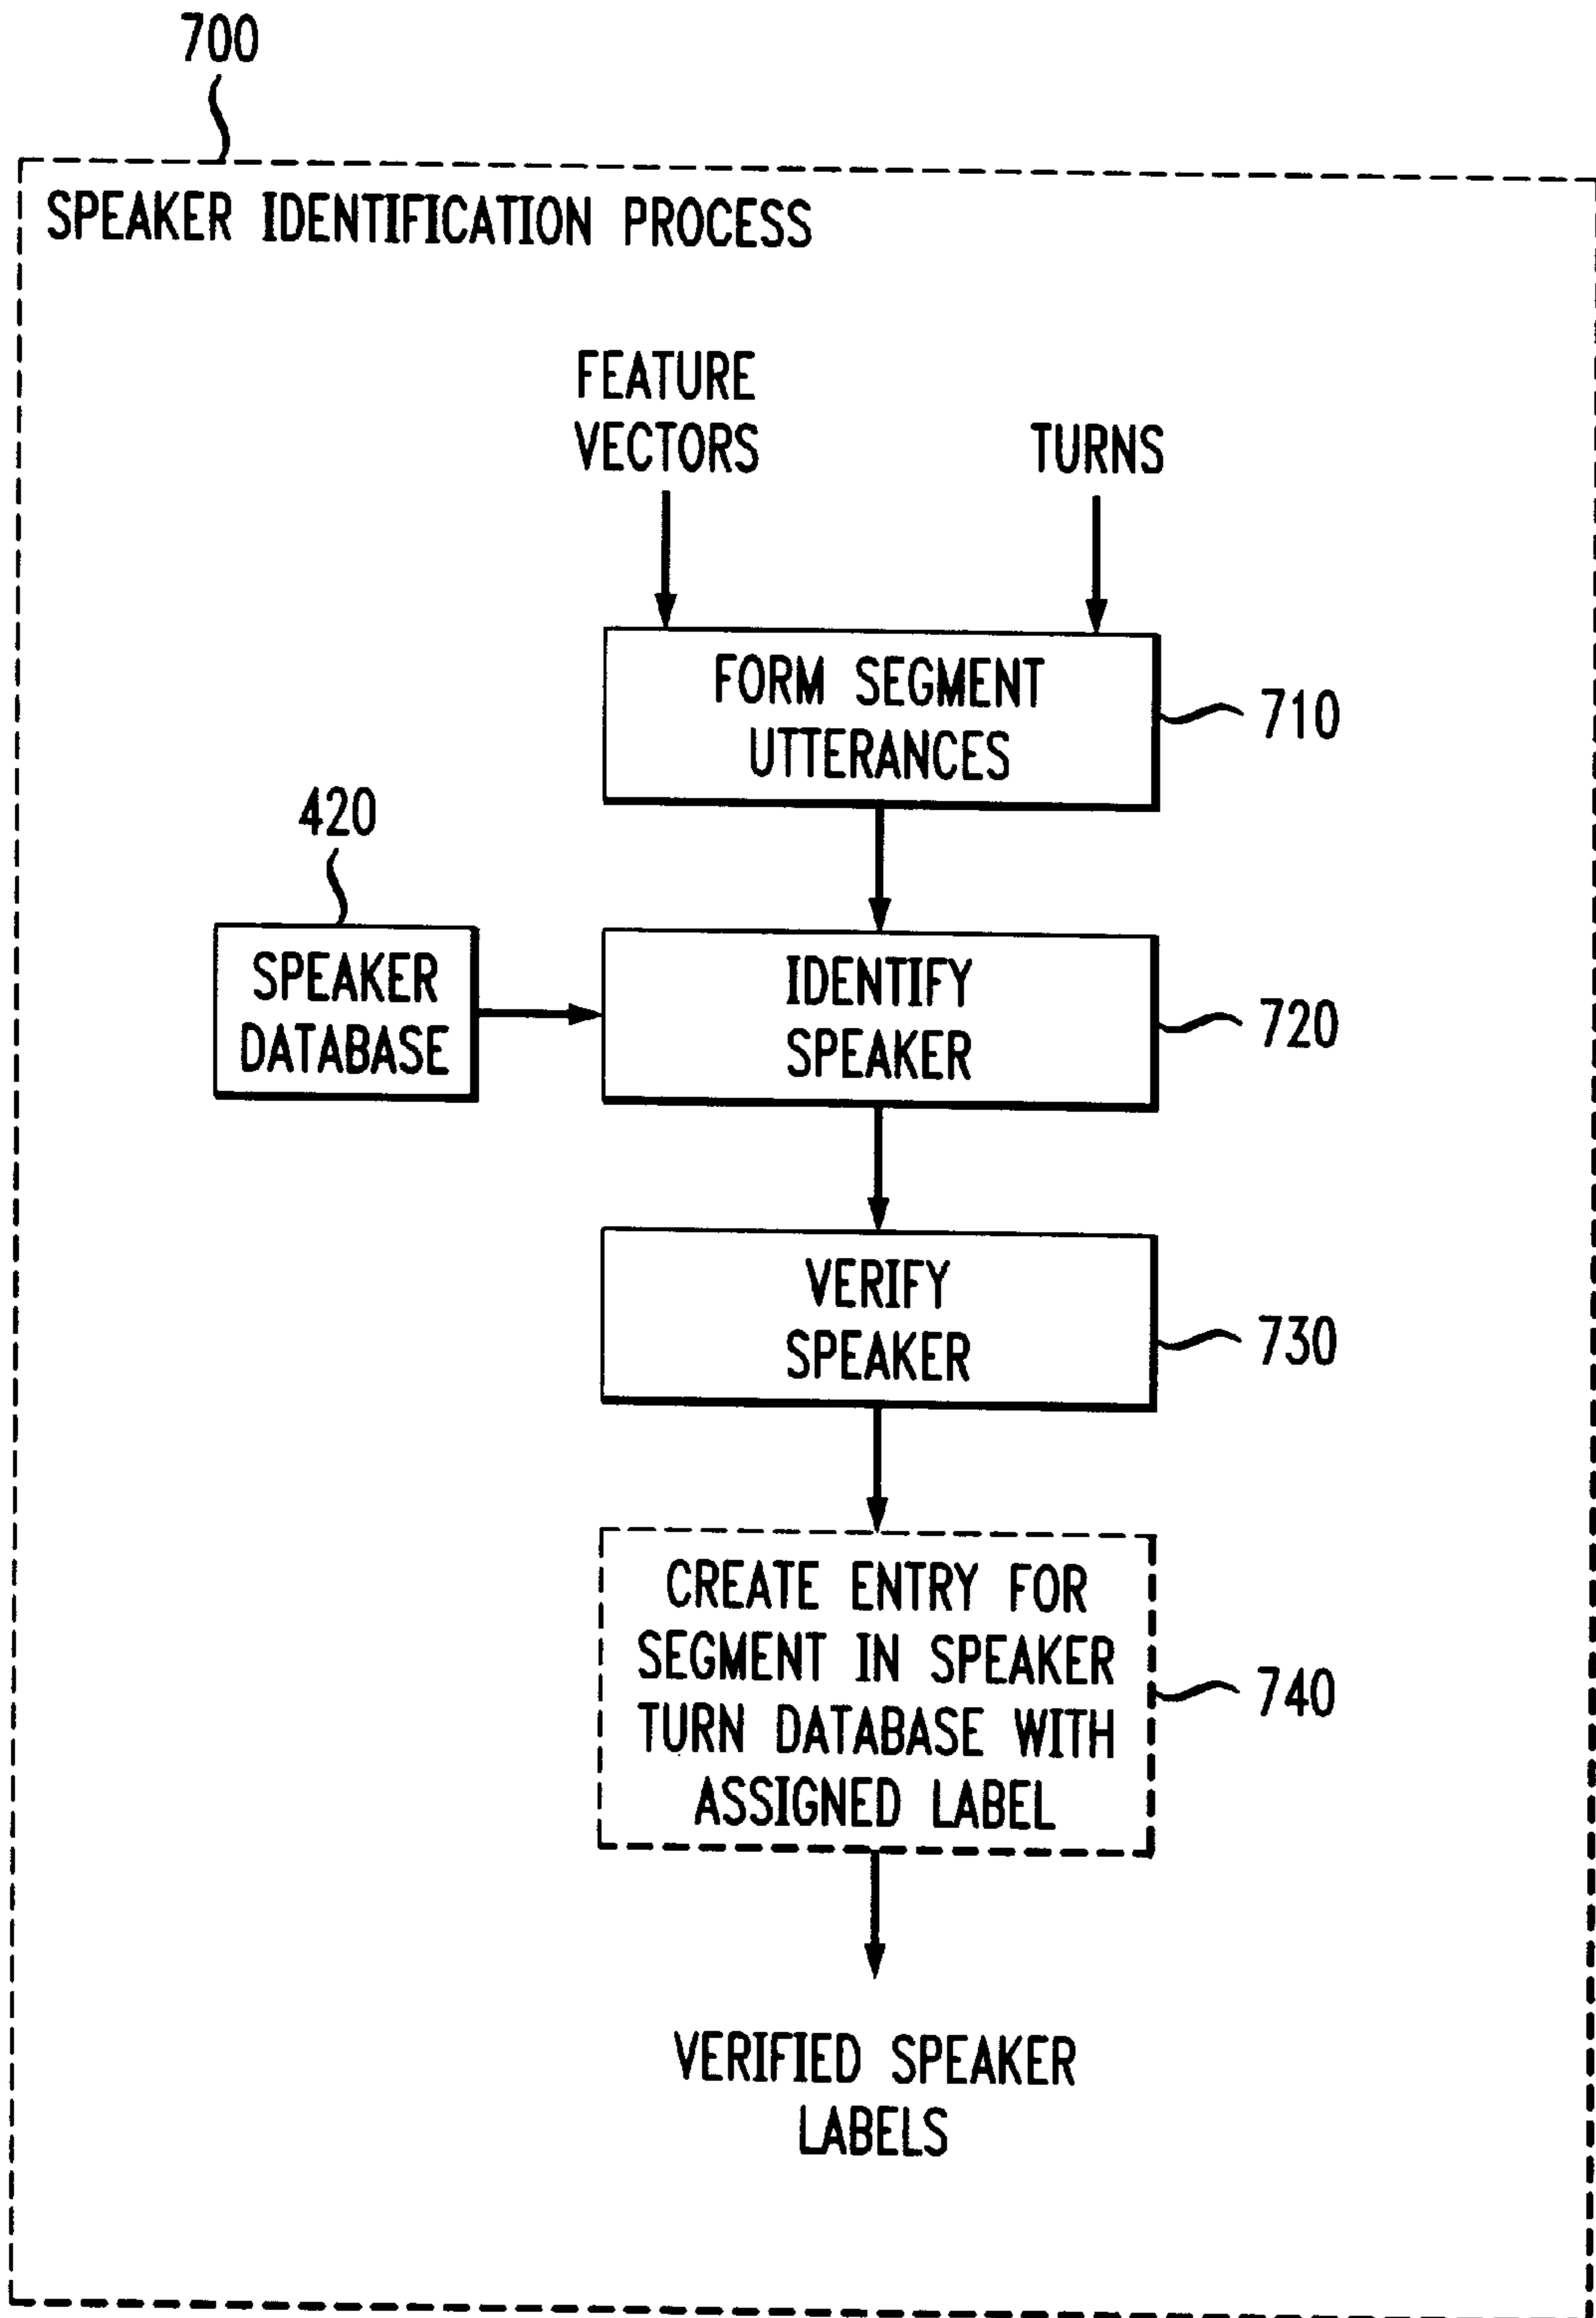 700
SPEAKER IDENTIFICATION PROCESS
FEATURE
VECTORS
TURNS
FORM SEGMENT
UTTERANCES
710
420
SPEAKER
DATABASE
IDENTIFY
SPEAKER
720
VERIFY
SPEAKER
730
CREATE ENTRY FOR
SEGMENT IN SPEAKER
TURN DATABASE WITH
ASSIGNED LABEL
740
VERIFIED SPEAKER
LABELS